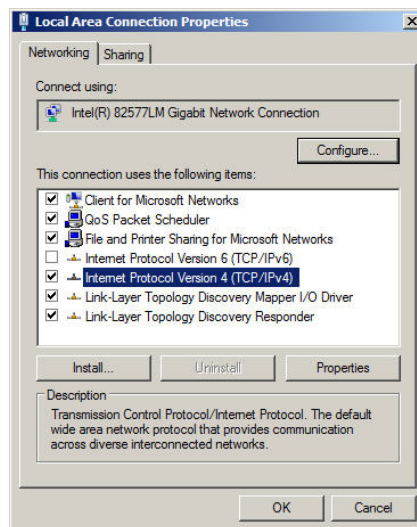 Local Area Connection Properties
Networking
Sharing
Connect using:
Intel(R) 82577LM Gigabit Network Connection
Configure...
This connection uses the following items:
Client for Microsoft Networks
QoS Packet Scheduler
File and Printer Sharing for Microsoft Networks
Internet Protocol Version 6 (TCP/IPv6)
Internet Protocol Version 4 (TCP/IPv4)
Link-Layer Topology Discovery Mapper I/O Driver
Link-Layer Topology Discovery Responder
Install...
Uninstall
Properties
Description
Transmission Control Protocol/Internet Protocol. The default
wide area network protocol that provides communication
across diverse interconnected networks.
OK
Cancel